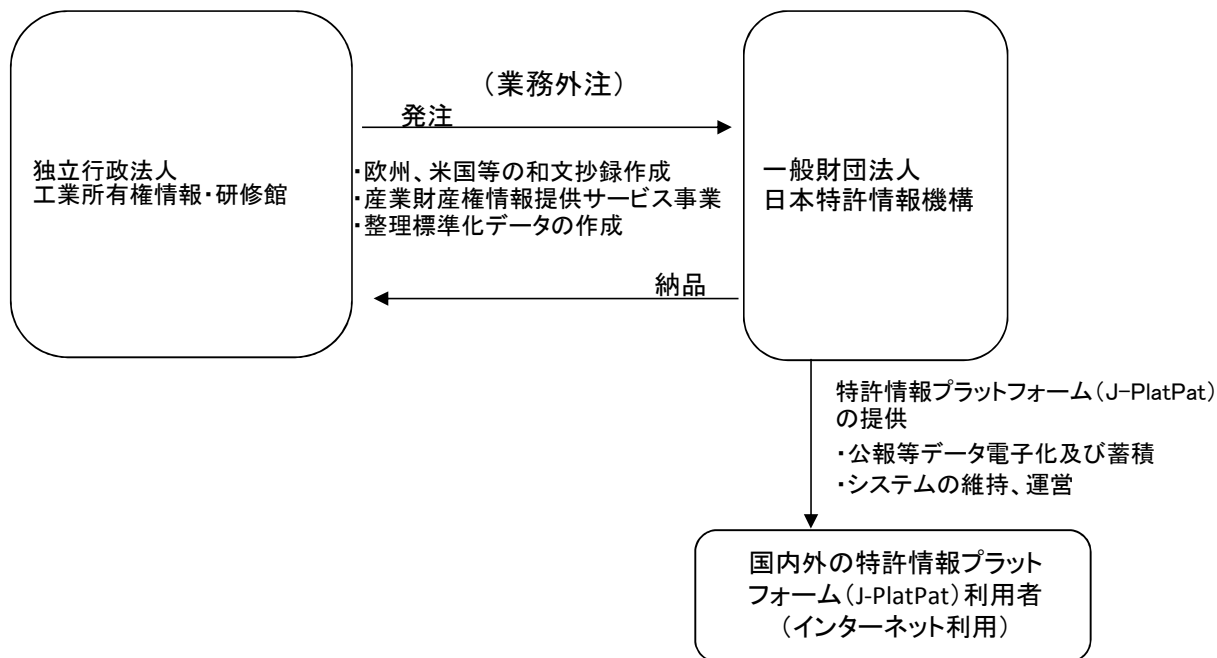 （業務外注）
発注
独立行政法人
工業所有権情報・研修館
・欧州、米国等の和文抄録作成
・産業財産権情報提供サービス事業
・整理標準化データの作成
一般財団法人
日本特許情報機構
納品
特許情報プラットフォーム（J-PlatPat）
の提供
・公報等データ電子化及び蓄積
・システムの維持、運営
国内外の特許情報プラット
フォーム（J-PlatPat）利用者
（インターネット利用）